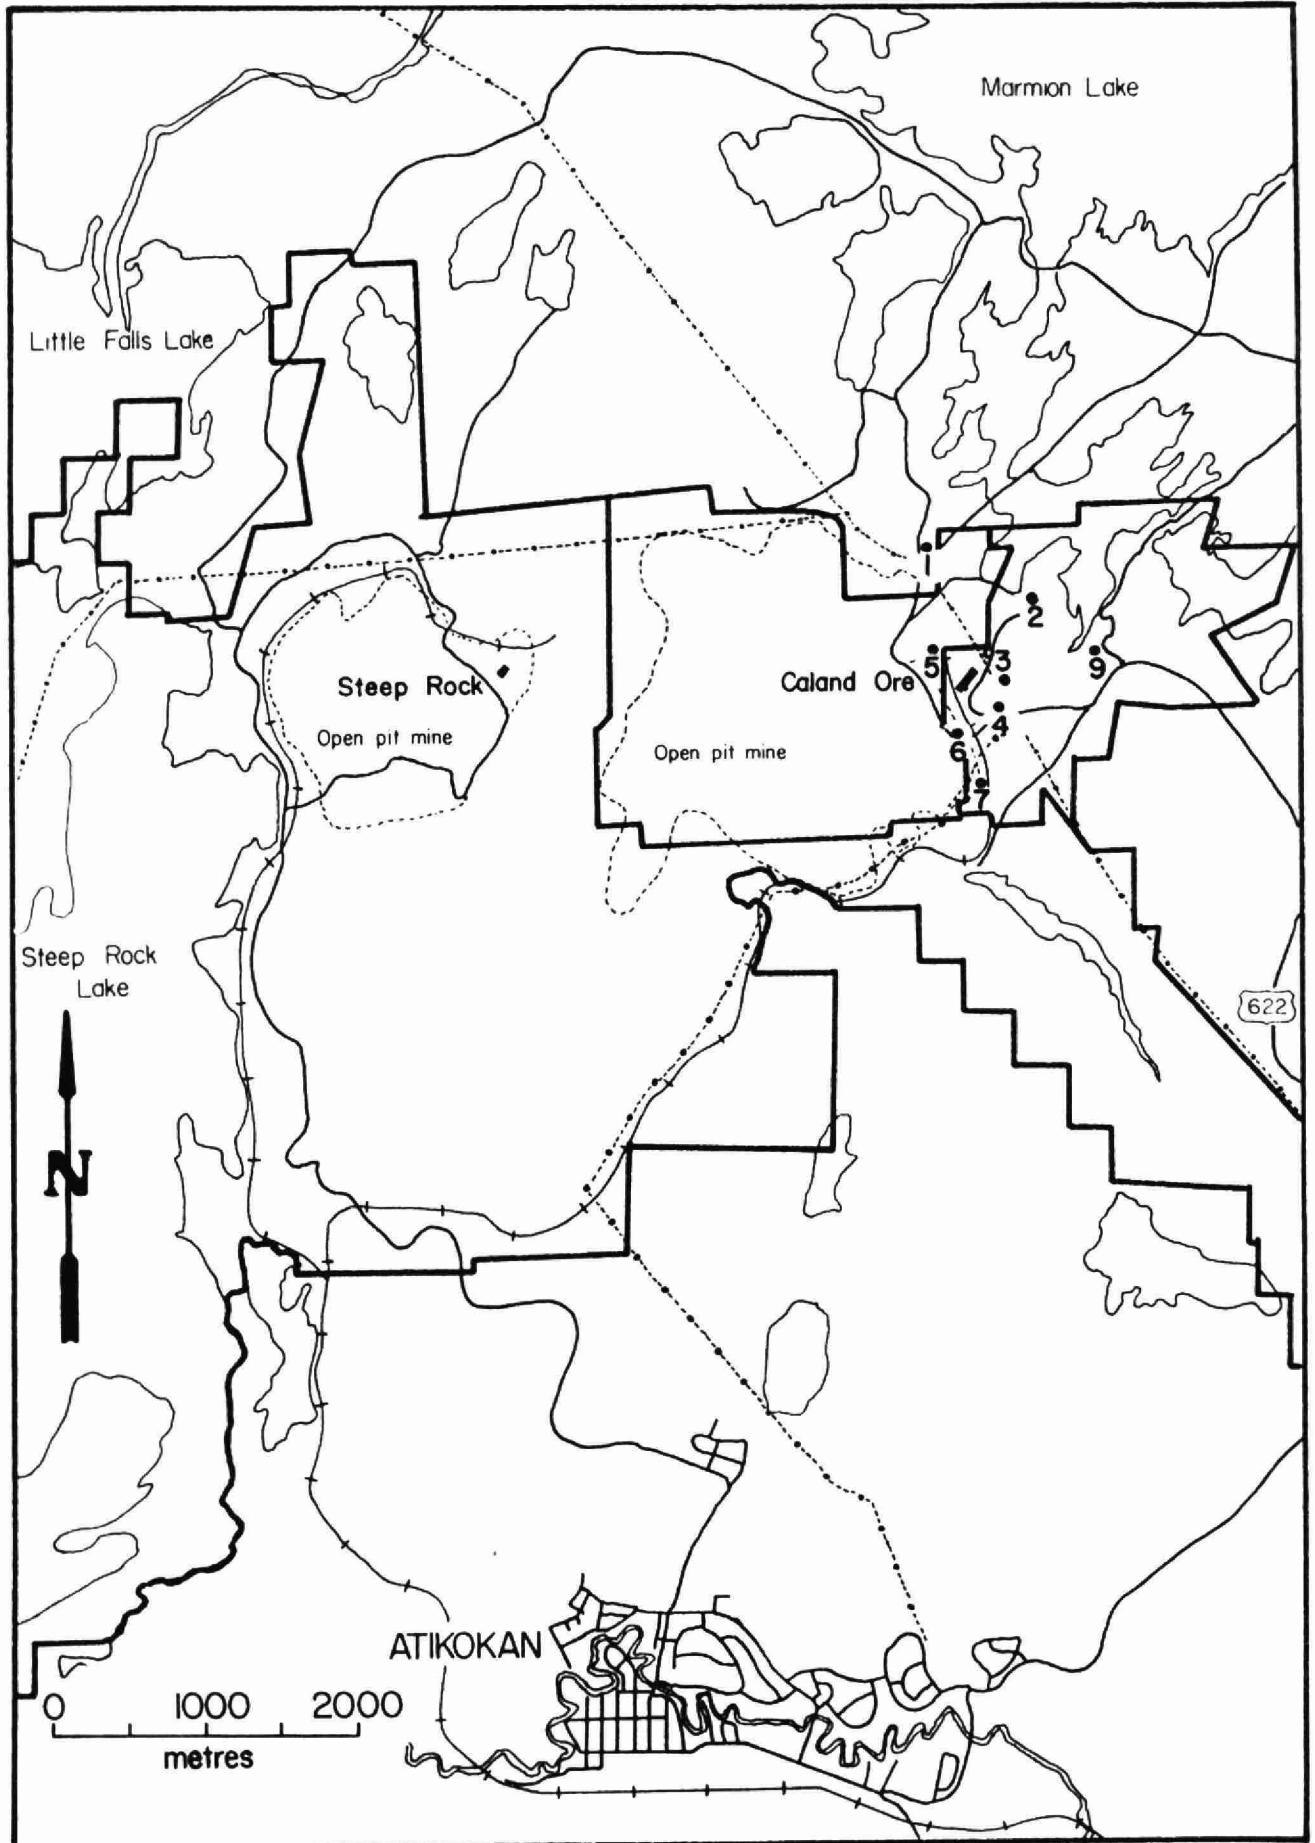 Marmion Lake
Little Falls Lake
1
2
Steep Rock
Caland Ore
5
3
9
Open pit mine
Open pit mine
4
6
7
Steep Rock
Lake
622
N
ATIKOKAN
0 1000 2000
metres